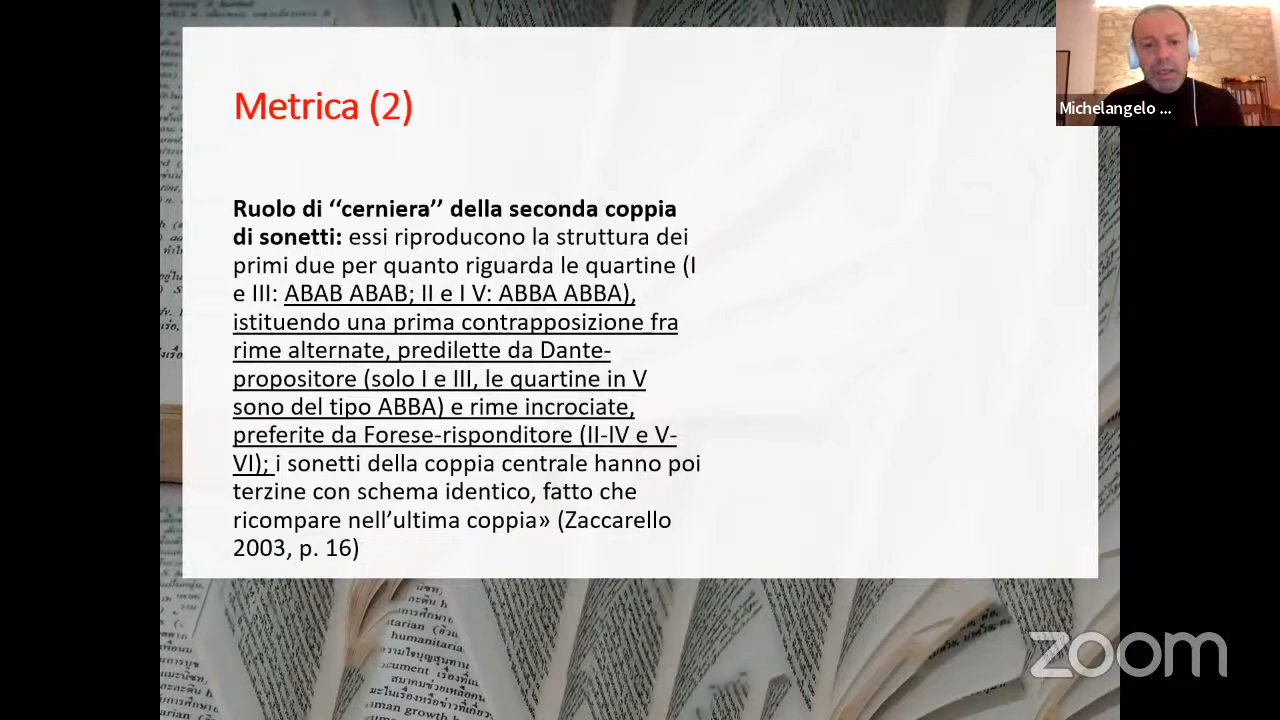 Metrica (2)
Ruolo di ‘‘cerniera’’ della seconda coppia
di sonetti: essi riproducono la struttura dei
primi due per quanto riguarda le quartine (I
e III: ABAB ABAB; II e I V: ABBA ABBA),
istituendo una prima contrapposizione fra
rime alternate, predilette da Dante-
propositore (solo I e III, le quartine in V
sono del tipo ABBA) e rime incrociate,
preferite da Forese-risponditore (II-IV e V-
VI); i sonetti della coppia centrale hanno poi
terzine con schema identico, fatto che
ricompare nell’ultima coppia» (Zaccarello
2003, p. 16)
Michelangelo ...
humanitaria
zoom